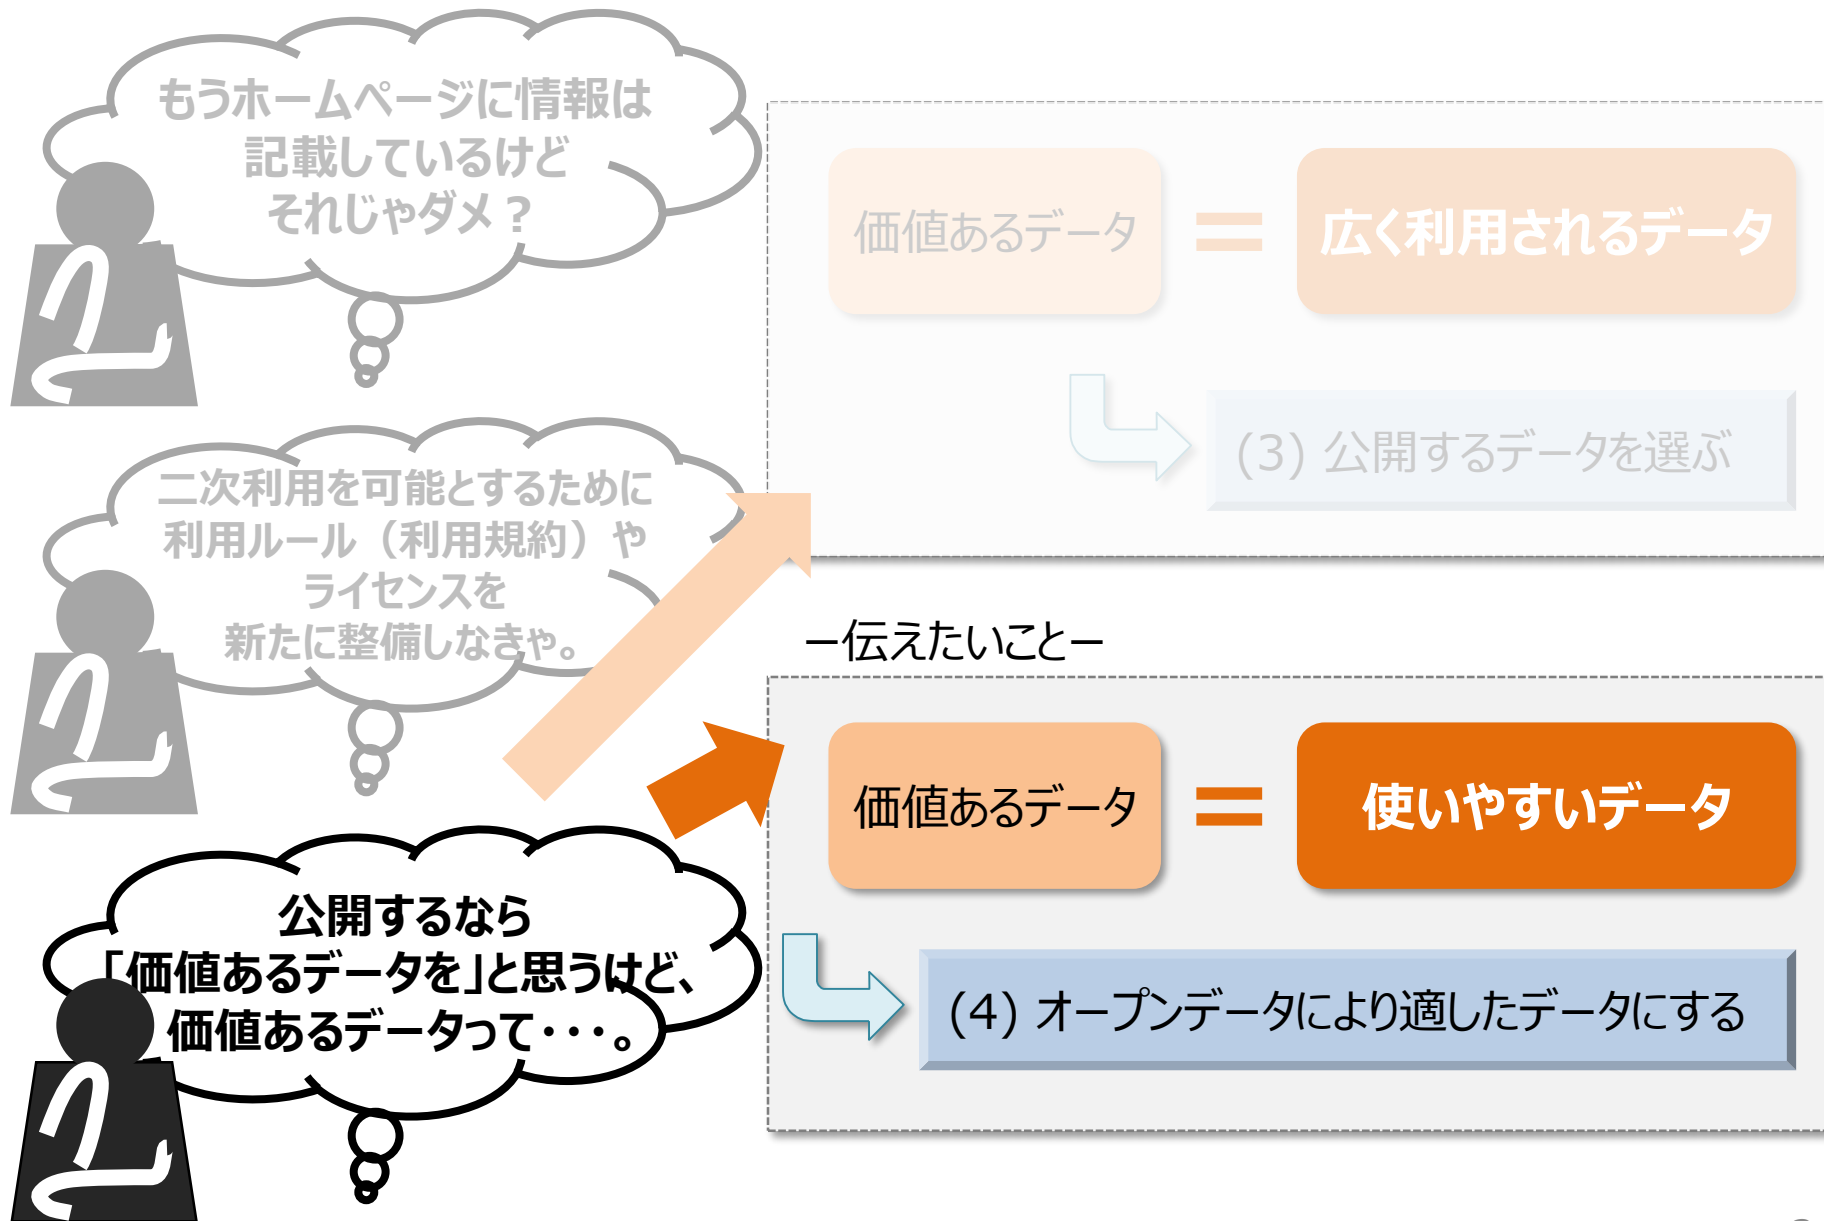 もうホームページに情報は
記載しているけど
それじゃダメ？
価値あるデータ
＝
広く利用されるデータ
(3) 公開するデータを選ぶ
二次利用を可能とするために
利用ルール（利用規約）や
ライセンスを
新たに整備しなきゃ。
ー伝えたいことー
価値あるデータ
＝
使いやすいデータ
(4) オープンデータにより適したデータにする
公開するなら
「価値あるデータを」と思うけど、
価値あるデータって・・・。